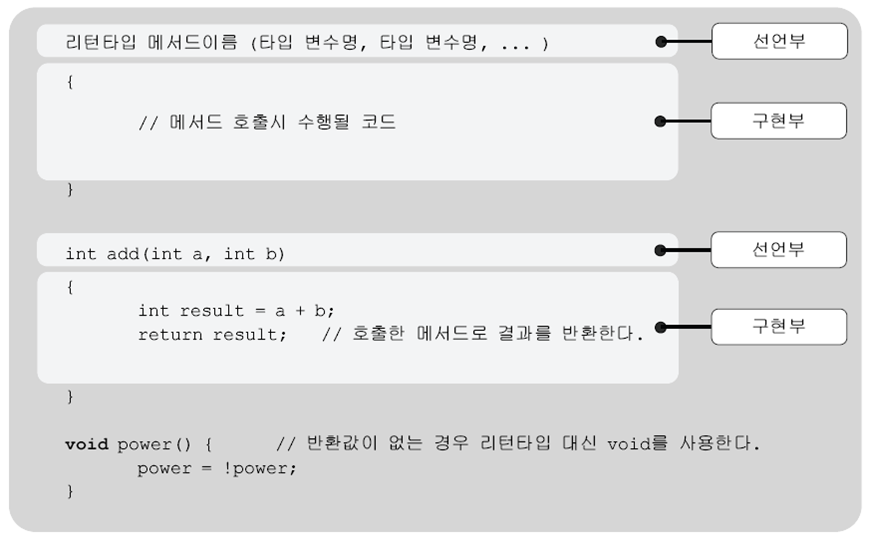 리턴타입 메서드이름 (타입 변수명, 타입 변수명, ... )
선언부
{
// 메서드 호출시 수행될 코드
구현부
}
int add(int a, int b)
선언부
{
int result = a + b;
return result; // 호출한 메서드로 결과를 반환한다.
구현부
}
void power() { // 반환값이 없는 경우 리턴타입 대신 void를 사용한다.
power = !power;
}